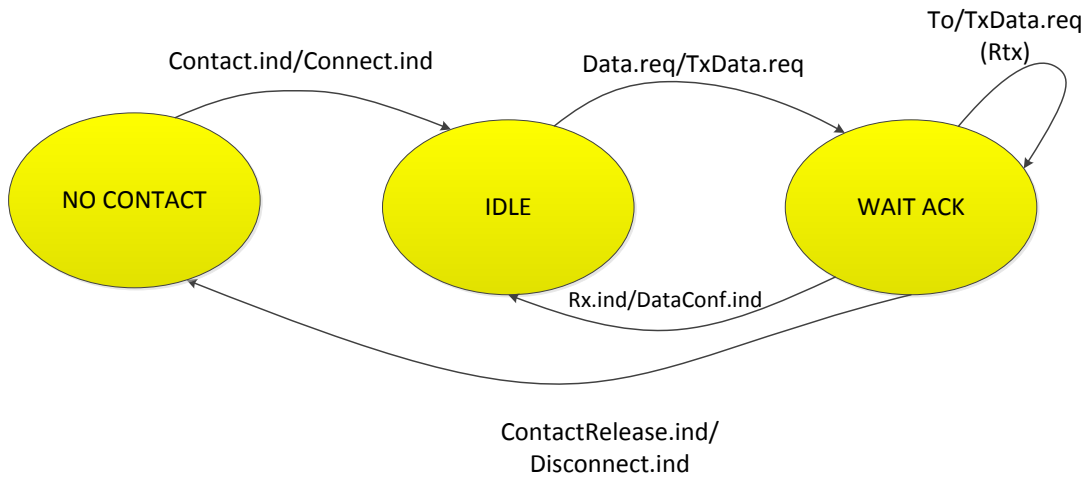 To/TxData.req
(Rtx)
Contact.ind/Connect.ind
Data.req/TxData.req
NO CONTACT
IDLE
WAIT ACK
Rx.ind/DataConf.ind
ContactRelease.ind/
Disconnect.ind